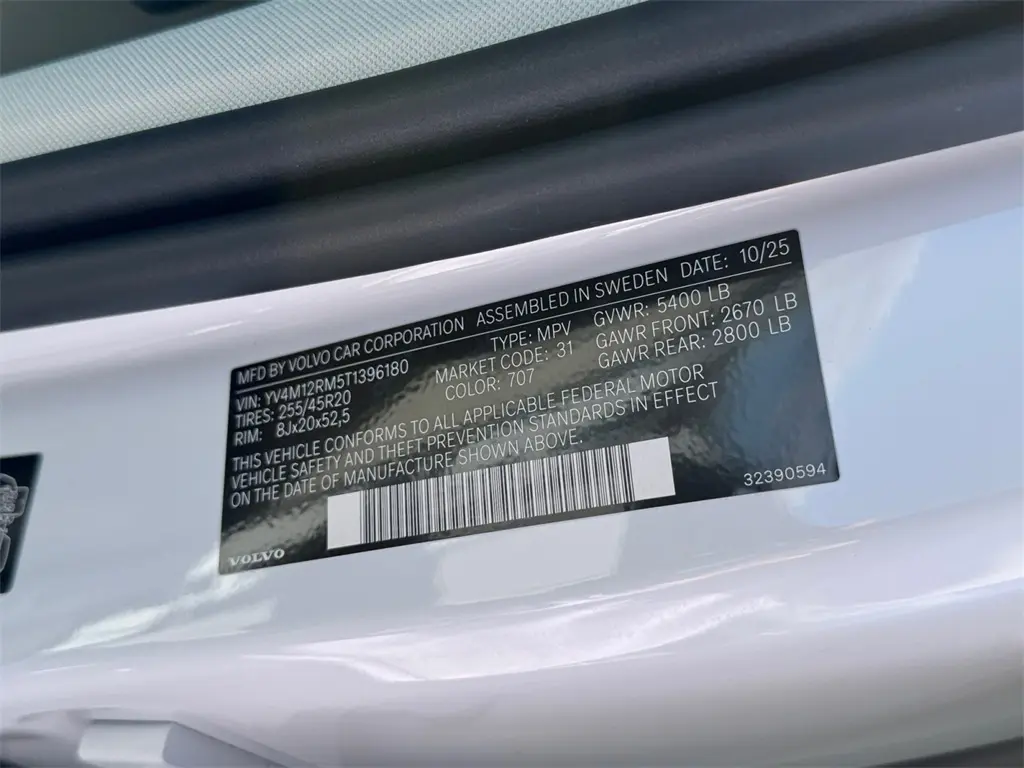 MFD BY VOLVO CAR CORPORATION ASSEMBLED IN SWEDEN DATE: 10/25
VIN: YV4M12RM5T1396180 TYPE: MPV GVWR: 5400 LB
TIRES: 255/45R20 MARKET CODE: 31 GAWR FRONT: 2670 LB
RIM: 8Jx20x52,5 COLOR: 707 GAWR REAR: 2800 LB
THIS VEHICLE CONFORMS TO ALL APPLICABLE FEDERAL MOTOR
VEHICLE SAFETY AND THEFT PREVENTION STANDARDS IN EFFECT
ON THE DATE OF MANUFACTURE SHOWN ABOVE.
32390594
VOLVO